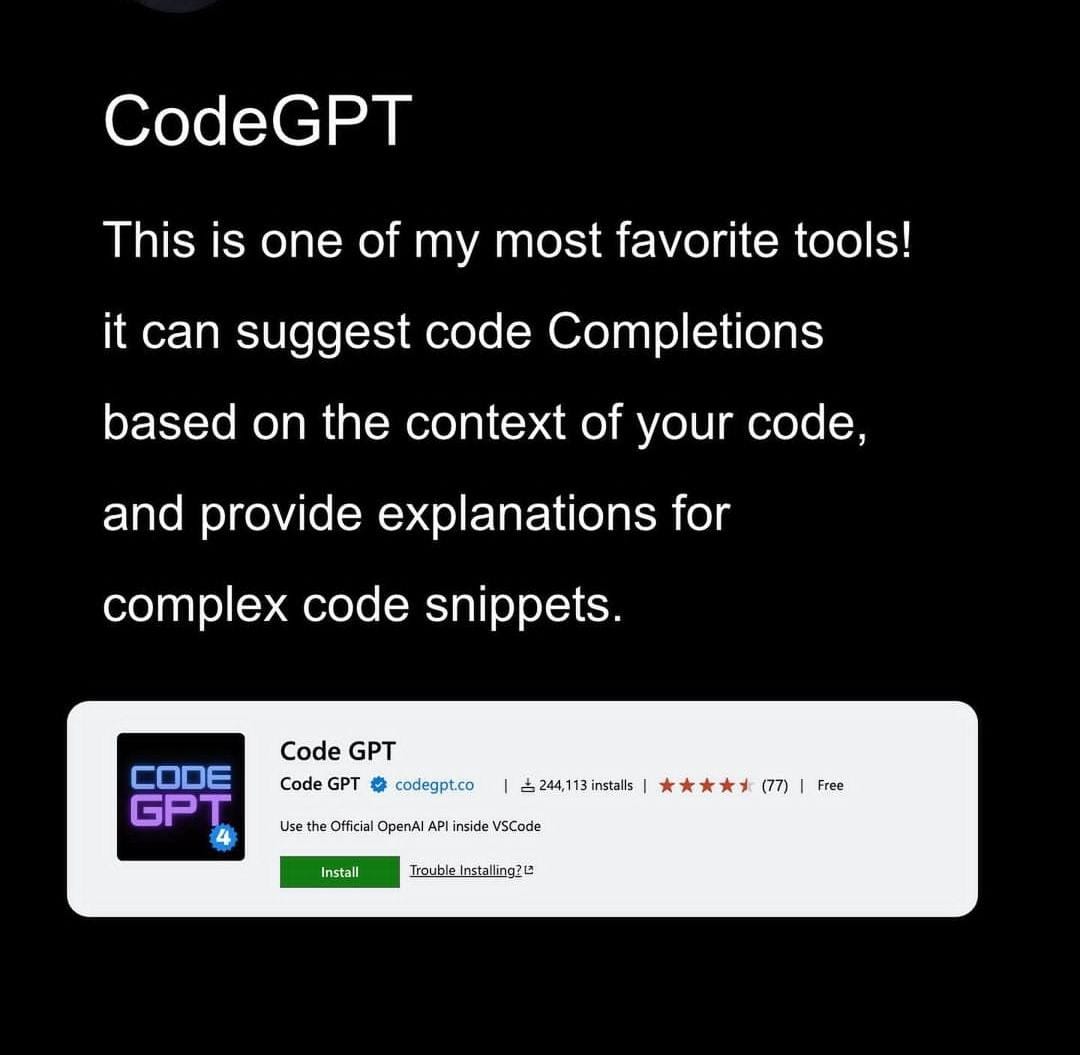 CodeGPT
This is one of my most favorite tools!
it can suggest code Completions
based on the context of your code,
and provide explanations for
complex code snippets.
CODE
GPT
4
Code GPT
Code GPT codegpt.co | 244,113 installs | (77) | Free
Use the Official OpenAI API inside VSCode
Install Trouble Installing?